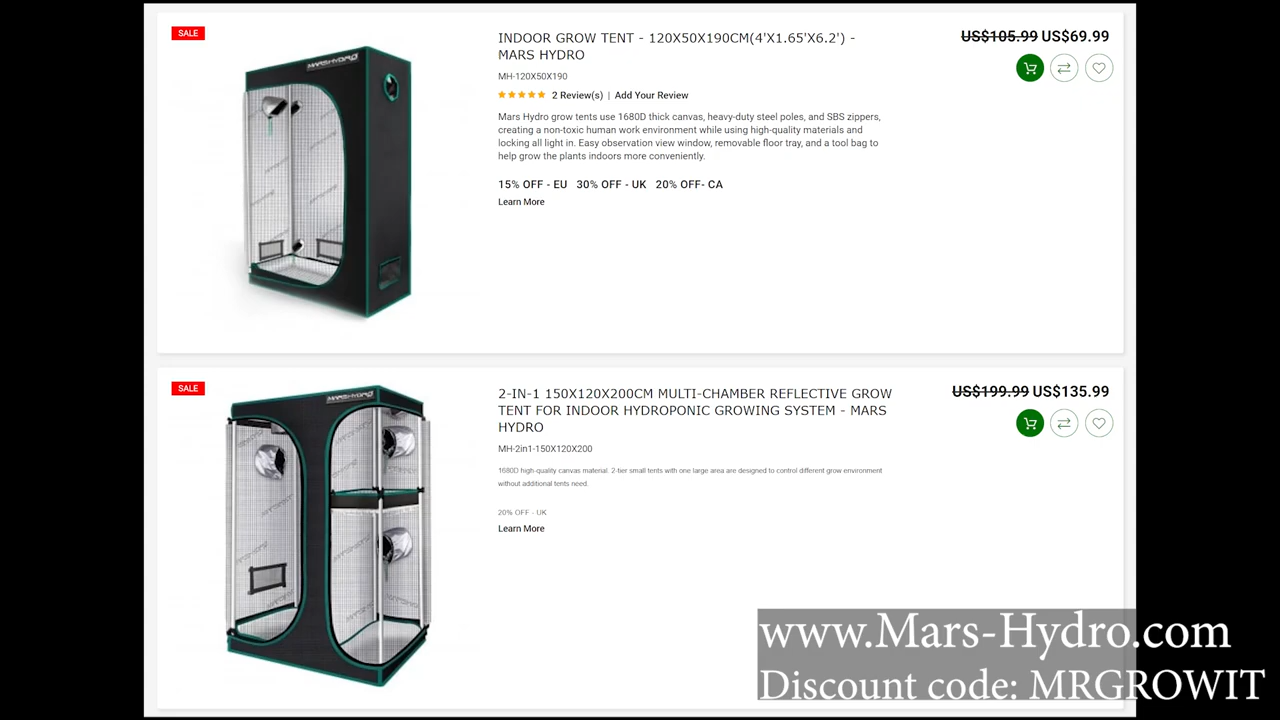 SALE
MARSHYDRO
INDOOR GROW TENT - 120X50X190CM(4'X1.65'X6.2') -
MARS HYDRO
MH-120X50X190
2 Review(s) | Add Your Review
Mars Hydro grow tents use 1680D thick canvas, heavy-duty steel poles, and SBS zippers,
creating a non-toxic human work environment while using high-quality materials and
locking all light in. Easy observation view window, removable floor tray, and a tool bag to
help grow the plants indoors more conveniently.
15% OFF - EU 30% OFF - UK 20% OFF- CA
Learn More
US$105.99 US$69.99
SALE
MARSHYDRO
2-IN-1 150X120X200CM MULTI-CHAMBER REFLECTIVE GROW
TENT FOR INDOOR HYDROPONIC GROWING SYSTEM - MARS
HYDRO
MH-2in1-150X120X200
1680D high-quality canvas material. 2-tier small tents with one large area are designed to control different grow environment
without additional tents need.
20% OFF - UK
Learn More
US$199.99 US$135.99
www.Mars-Hydro.com
Discount code: MRGROWIT